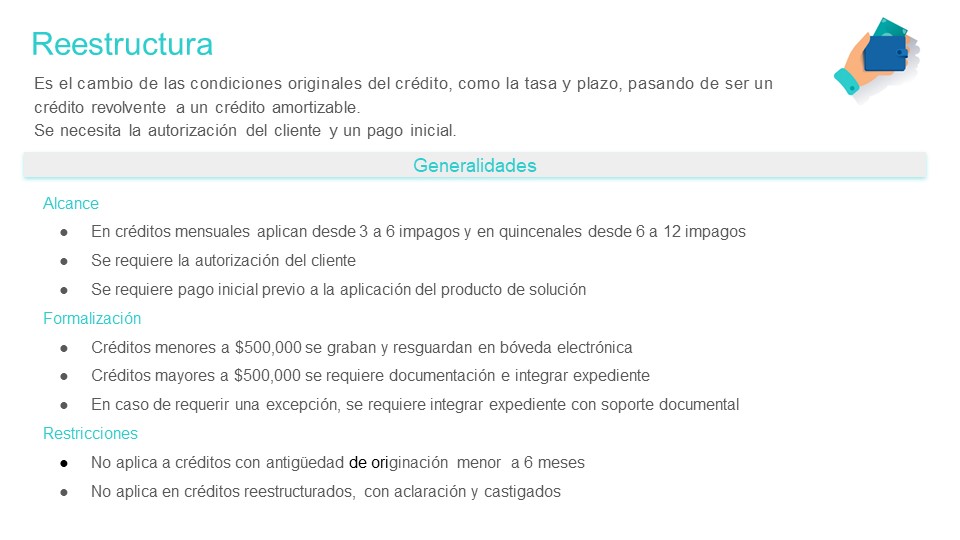 Reestructura
Es el cambio de las condiciones originales del crédito, como la tasa y plazo, pasando de ser un
crédito revolvente a un crédito amortizable.
Se necesita la autorización del cliente y un pago inicial.
Generalidades
Alcance
● En créditos mensuales aplican desde 3 a 6 impagos y en quincenales desde 6 a 12 impagos
● Se requiere la autorización del cliente
● Se requiere pago inicial previo a la aplicación del producto de solución
Formalización
● Créditos menores a $500,000 se graban y resguardan en bóveda electrónica
● Créditos mayores a $500,000 se requiere documentación e integrar expediente
● En caso de requerir una excepción, se requiere integrar expediente con soporte documental
Restricciones
● No aplica a créditos con antigüedad de originación menor a 6 meses
● No aplica en créditos reestructurados, con aclaración y castigados